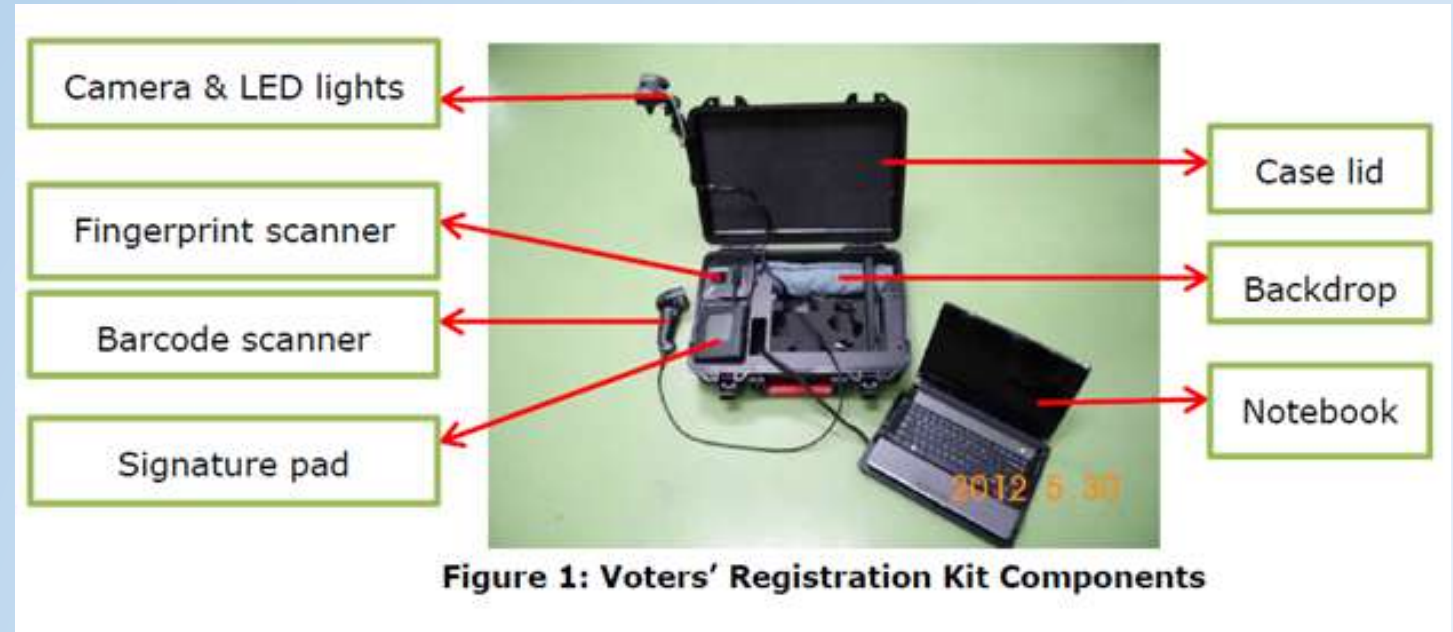 Camera & LED lights
Fingerprint scanner
Barcode scanner
Signature pad
Case lid
Backdrop
Notebook
2012 5 30
Figure 1: Voters’ Registration Kit Components